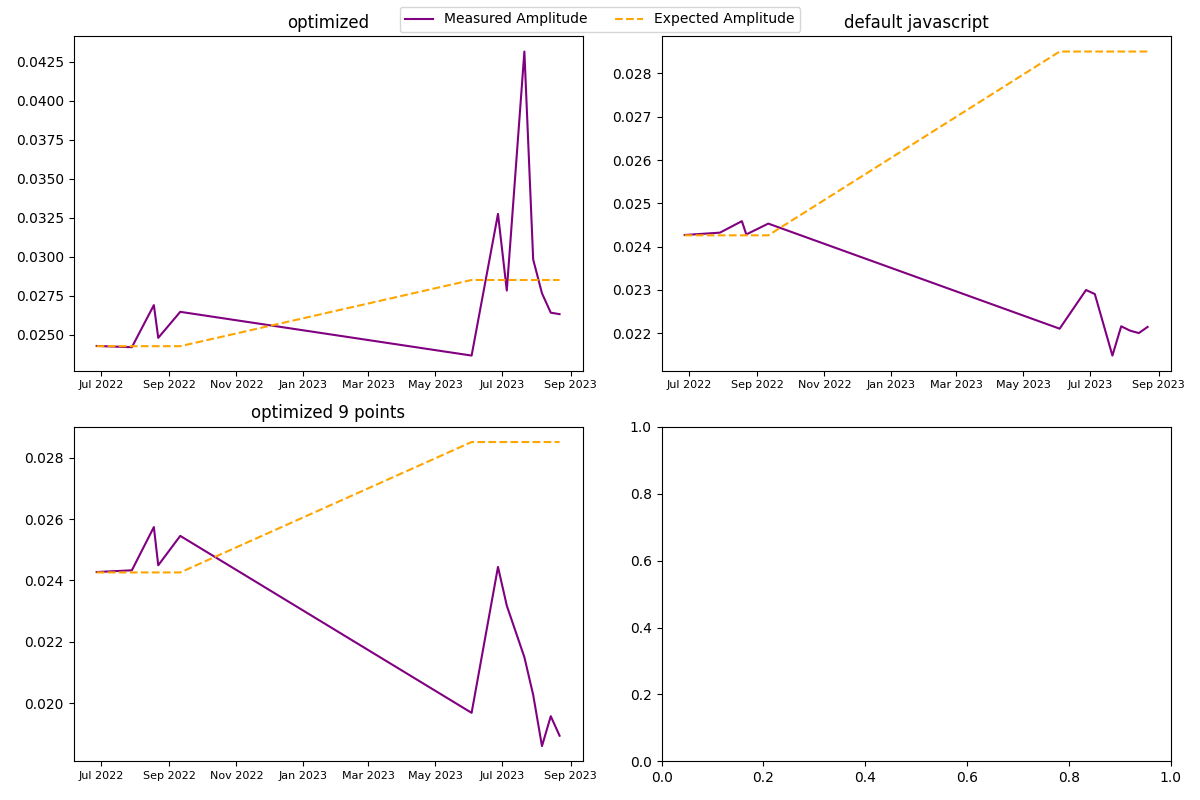 optimized
Measured Amplitude
Expected Amplitude
default javascript
0.0425
0.0400
0.0375
0.0350
0.0325
0.0300
0.0275
0.0250
Jul 2022 Sep 2022 Nov 2022 Jan 2023 Mar 2023 May 2023 Jul 2023 Sep 2023
0.028
0.027
0.026
0.025
0.024
0.023
0.022
Jul 2022 Sep 2022 Nov 2022 Jan 2023 Mar 2023 May 2023 Jul 2023 Sep 2023
optimized 9 points
0.028
0.026
0.024
0.022
0.020
Jul 2022 Sep 2022 Nov 2022 Jan 2023 Mar 2023 May 2023 Jul 2023 Sep 2023
1.0
0.8
0.6
0.4
0.2
0.0
0.0 0.2 0.4 0.6 0.8 1.0